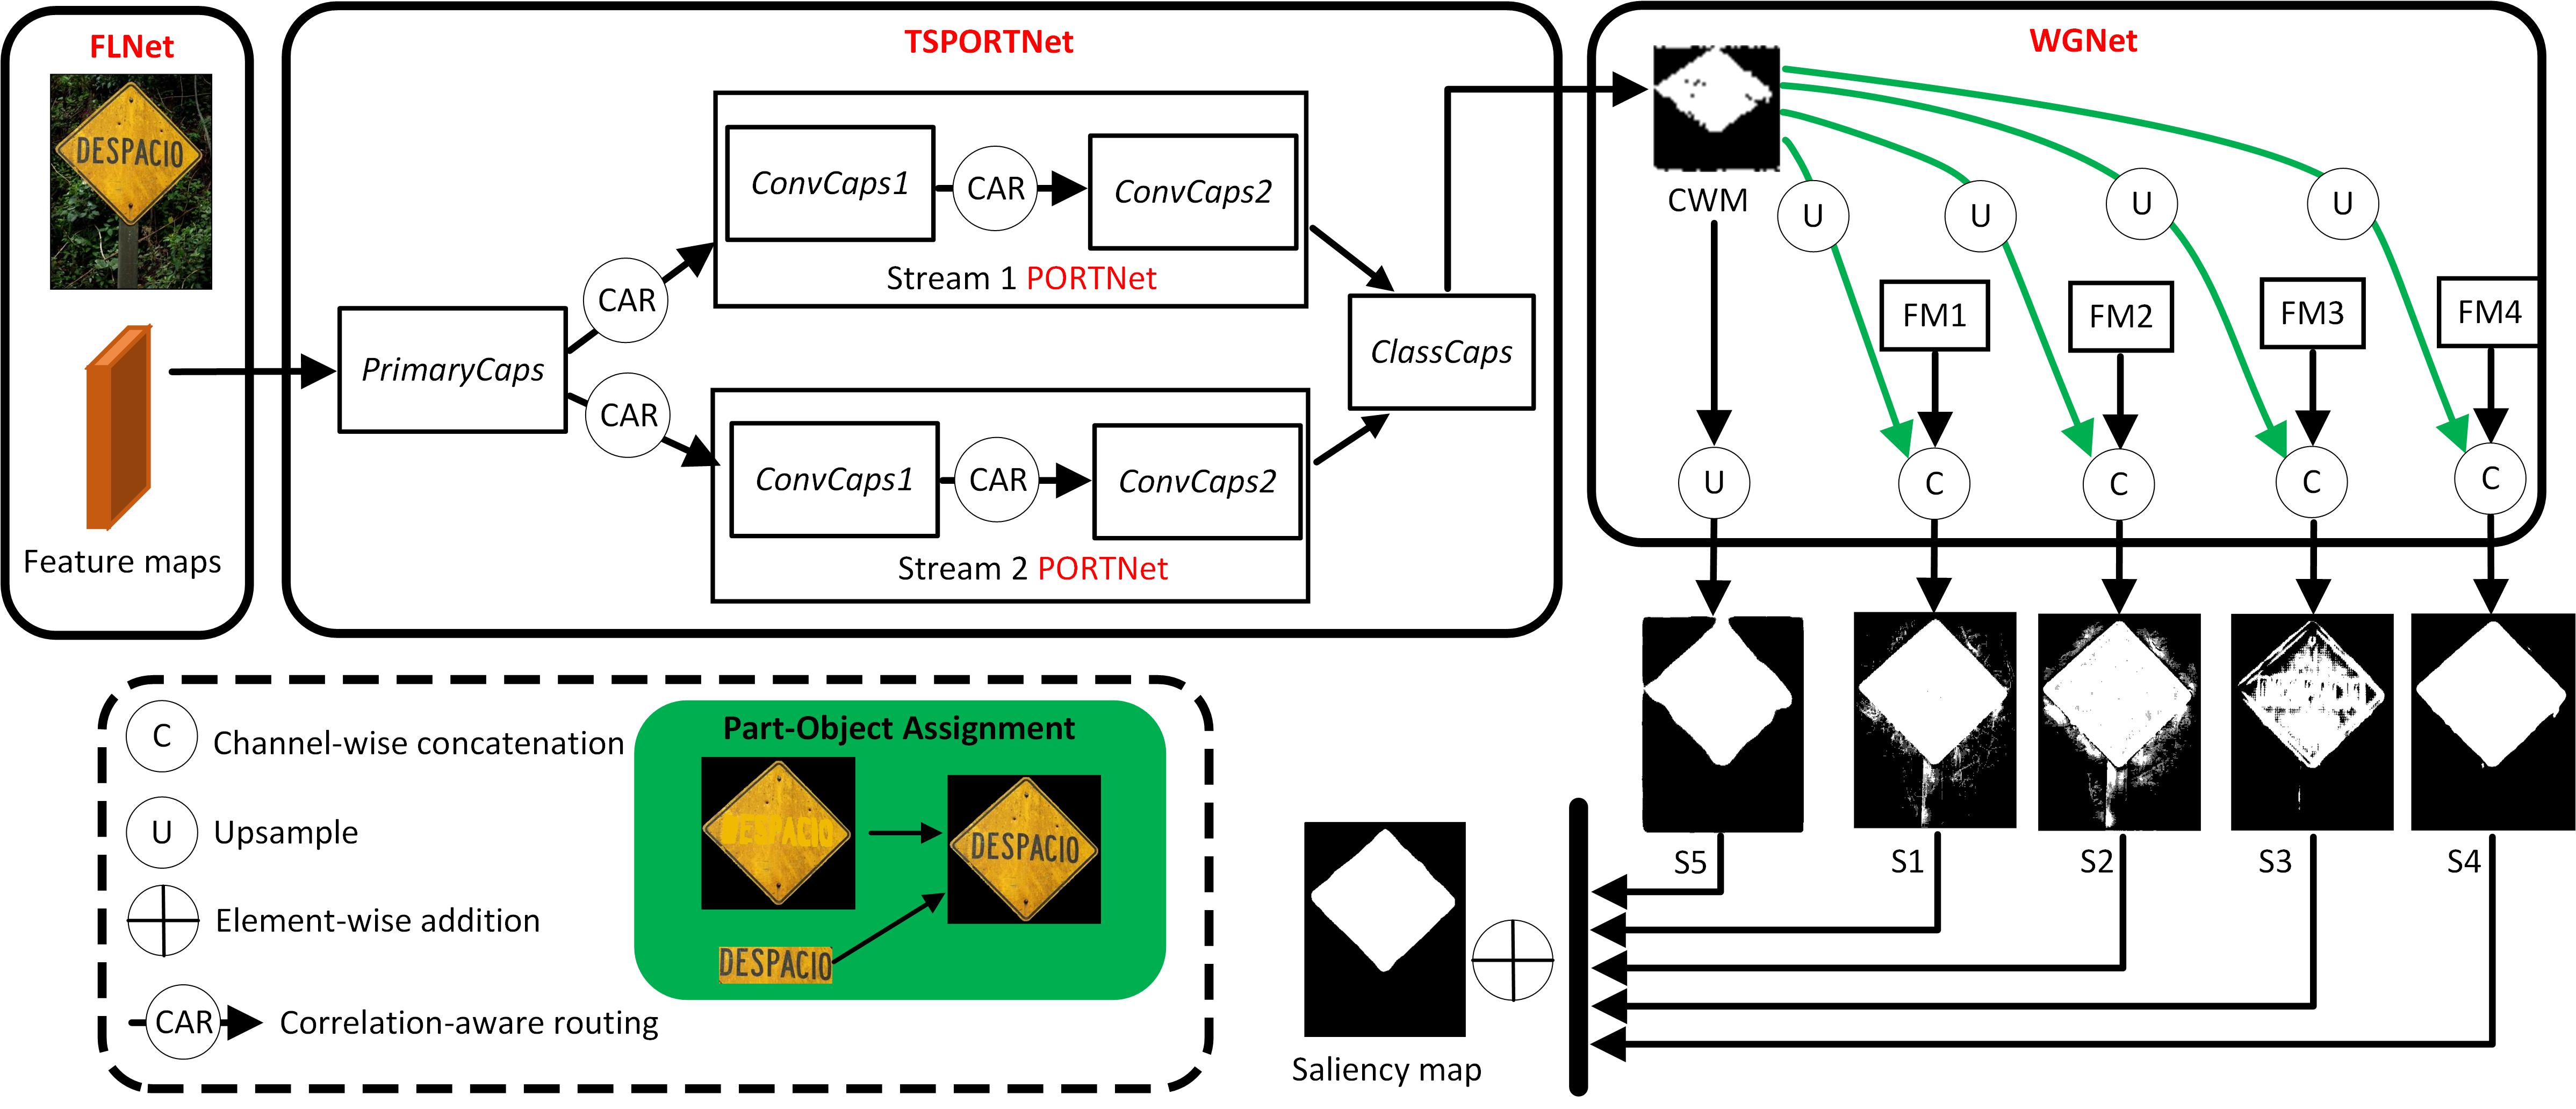 FLNet
DESPACIO
Feature maps
TSPORTNet
PrimaryCaps
CAR
CAR
ConvCaps1
CAR
ConvCaps2
Stream 1 PORTNet
ConvCaps1
CAR
ConvCaps2
Stream 2 PORTNet
ClassCaps
WGNet
CWM
U
U
U
U
FM1
FM2
FM3
FM4
U
C
C
C
C
S5
S1
S2
S3
S4
Saliency map
C Channel-wise concatenation
U Upsample
Element-wise addition
CAR Correlation-aware routing
Part-Object Assignment
DESPACIO
DESPACIO
DESPACIO